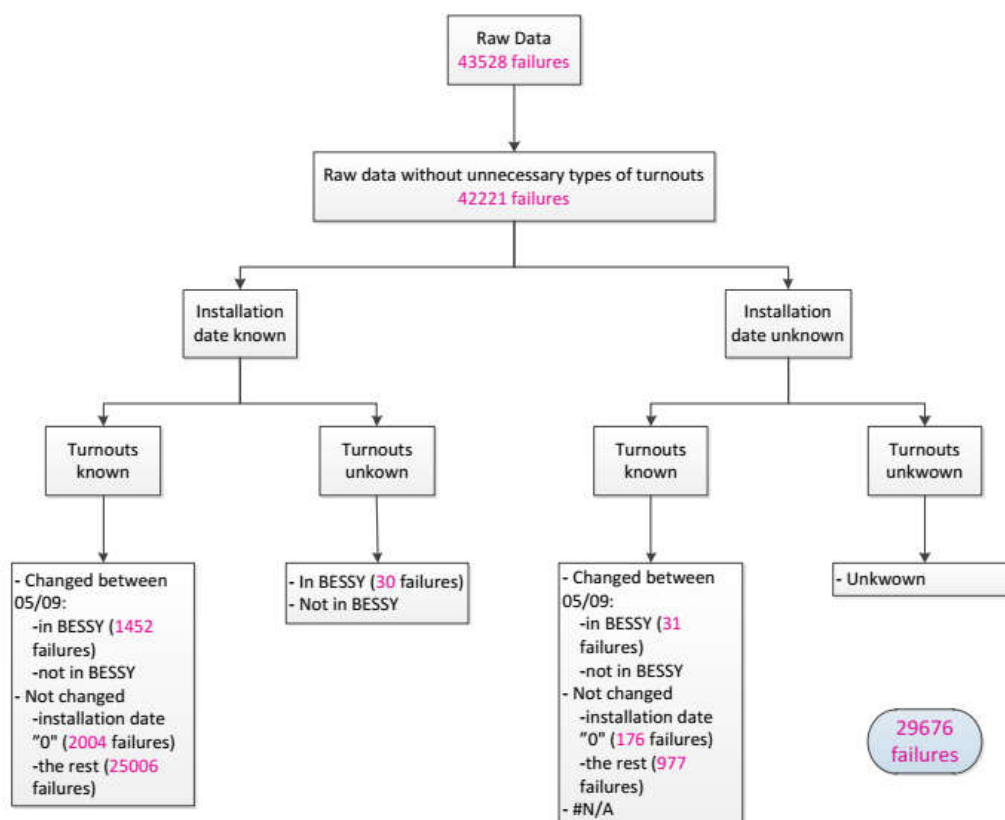 Raw Data
43528 failures
Raw data without unnecessary types of turnouts
42221 failures
Installation
date known
Installation
date unknown
Turnouts
known
Turnouts
unkown
Turnouts
known
Turnouts
unkwown
- Changed between
05/09:
-in BESSY (1452
failures)
-not in BESSY
- Not changed
-installation date
"0" (2004 failures)
-the rest (25006
failures)
- In BESSY (30 failures)
- Not in BESSY
- Changed between
05/09:
-in BESSY (31
failures)
-not in BESSY
- Not changed
-installation date
"0" (176 failures)
-the rest (977
failures)
- #N/A
- Unkwown
29676
failures